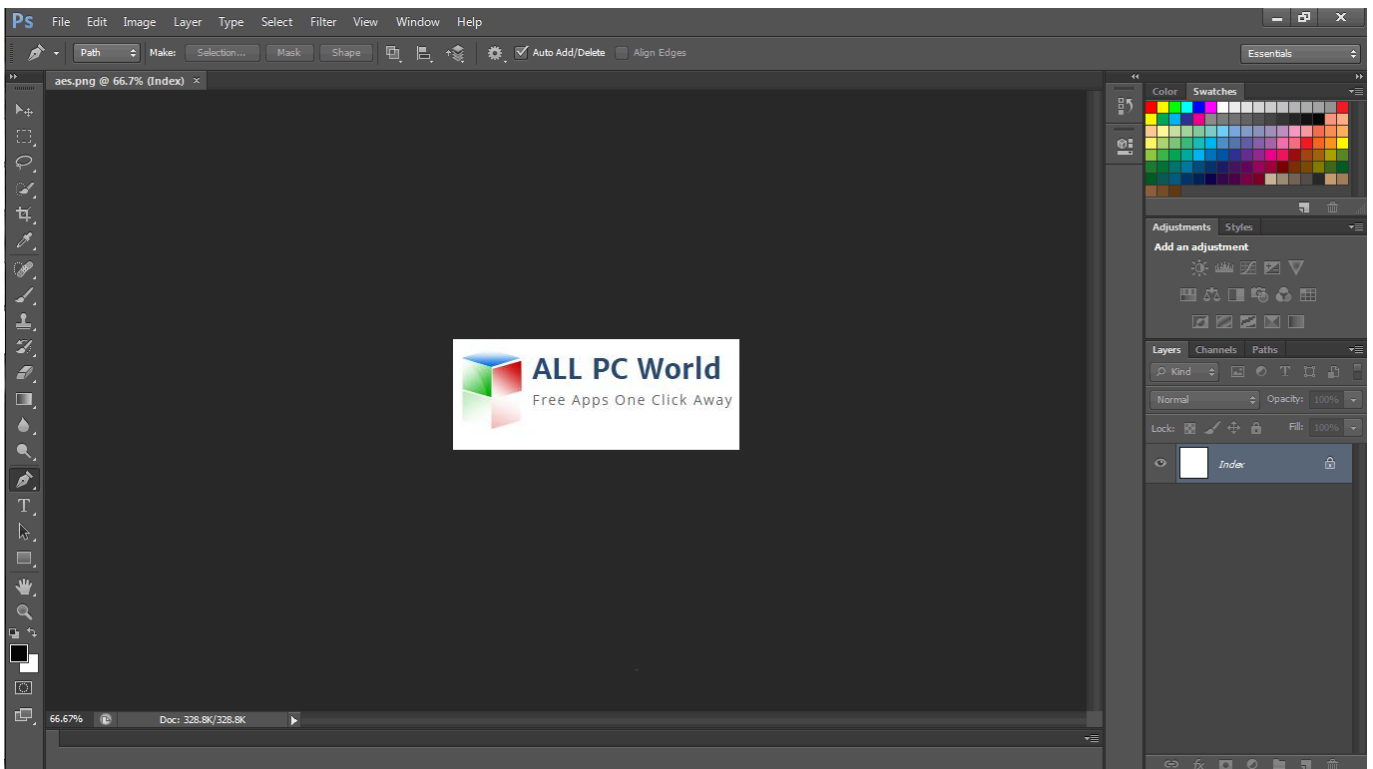 Ps File Edit Image Layer Type Select Filter View Window Help
Path Make: Selection... Mask Shape Auto Add/Delete Align Edges Essentials
aes.png @ 66.7% (Index) ×
Color Swatches
Adjustments Styles
Add an adjustment
ALL PC World
Free Apps One Click Away
Layers Channels Paths
Kind T
Normal Opacity: 100%
Lock: Fill: 100%
Index
T
66.67% Doc: 328.8K/328.8K
fx